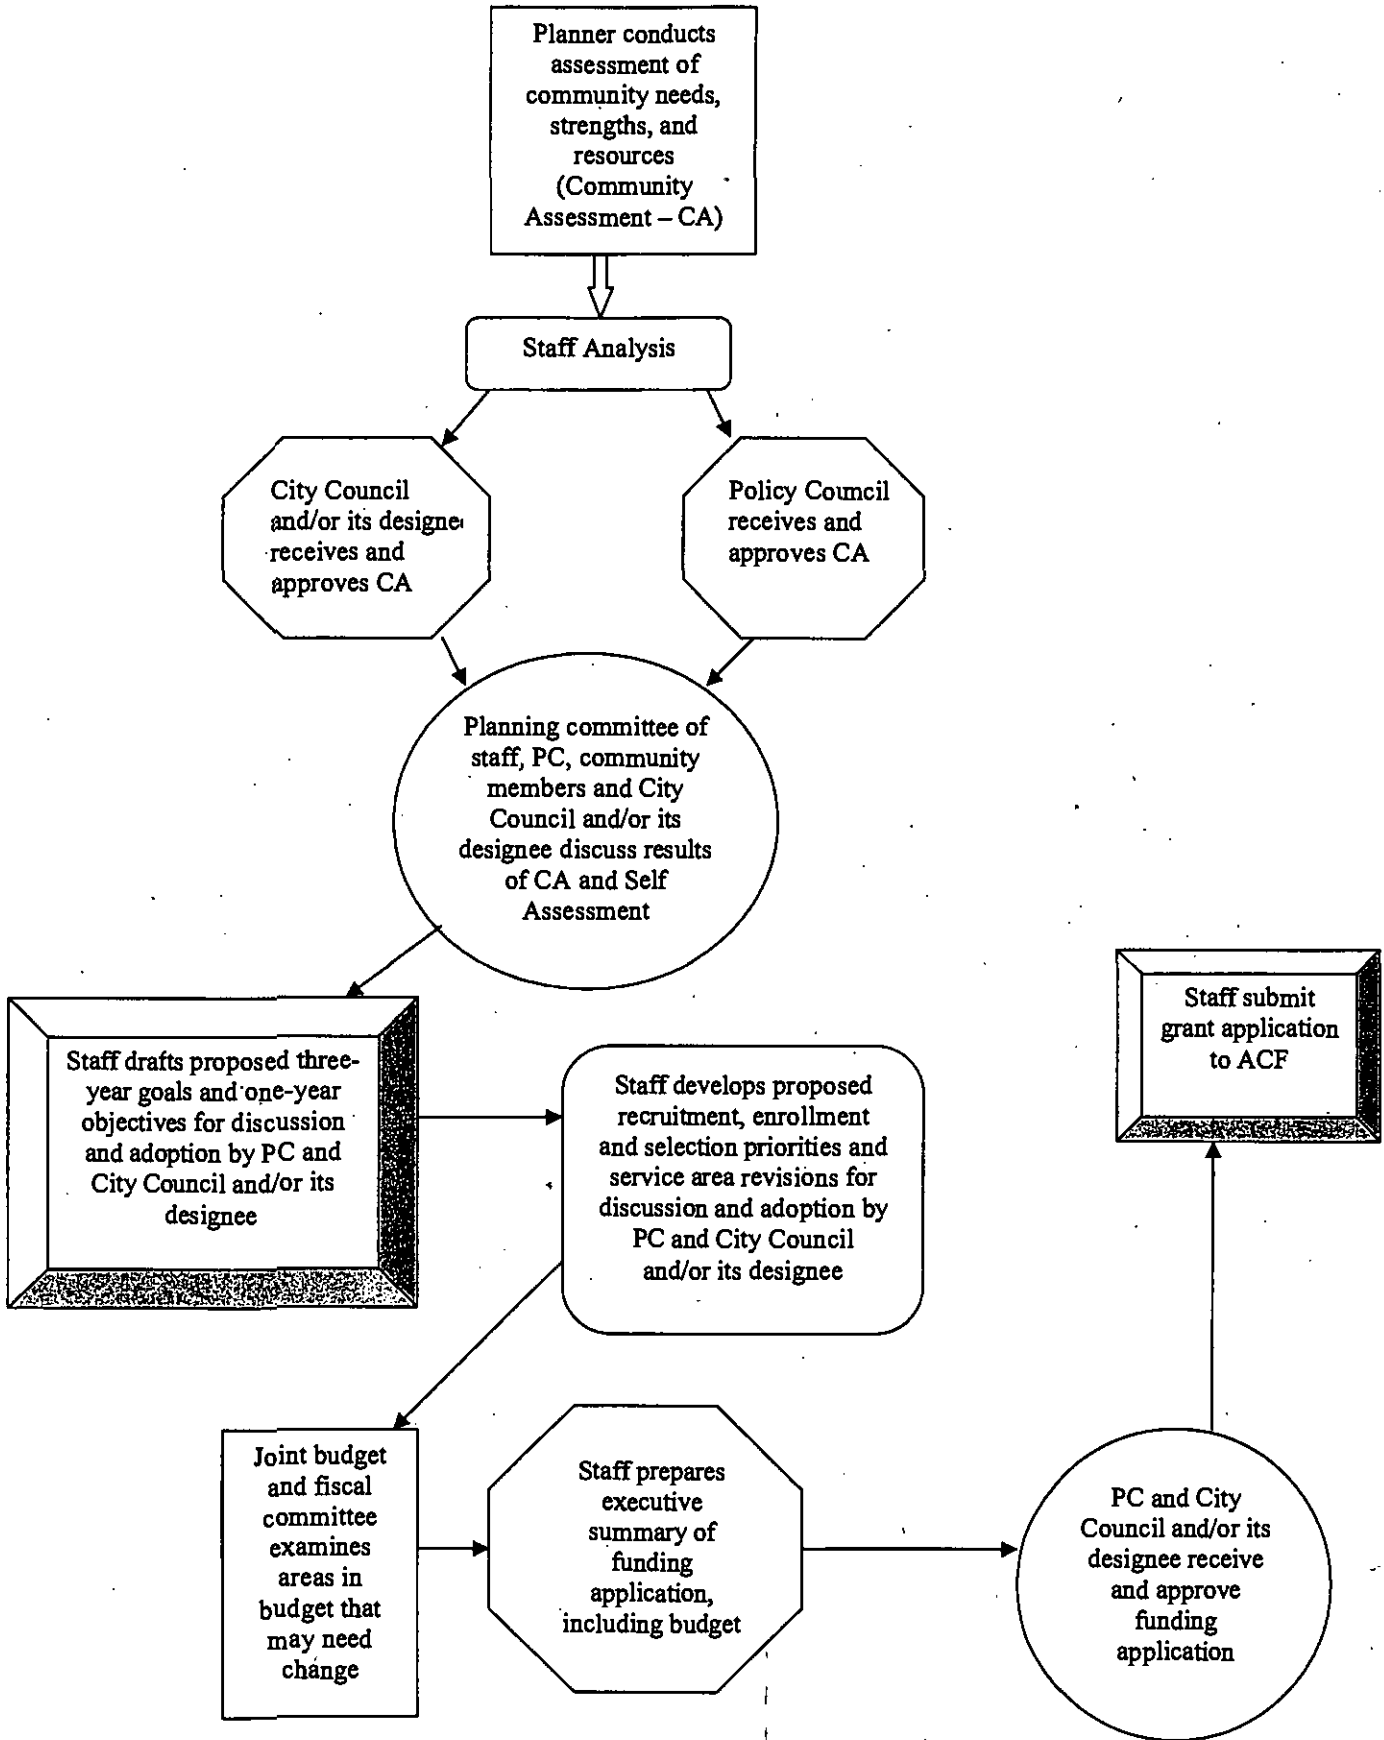 Planner conducts
assessment of
community needs,
strengths, and
resources
(Community
Assessment – CA)
Staff Analysis
City Council
and/or its designe
receives and
approves CA
Policy Council
receives and
approves CA
Planning committee of
staff, PC, community
members and City
Council and/or its
designee discuss results
of CA and Self
Assessment
Staff drafts proposed three-
year goals and one-year
objectives for discussion
and adoption by PC and
City Council and/or its
designee
Staff develops proposed
recruitment, enrollment
and selection priorities and
service area revisions for
discussion and adoption by
PC and City Council
and/or its designee
Staff submit
grant application
to ACF
Joint budget
and fiscal
committee
examines
areas in
budget that
may need
change
Staff prepares
executive
summary of
funding
application,
including budget
PC and City
Council and/or its
designee receive
and approve
funding
application